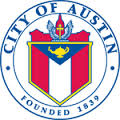 CITY OF AUSTIN
FOUNDED 1839